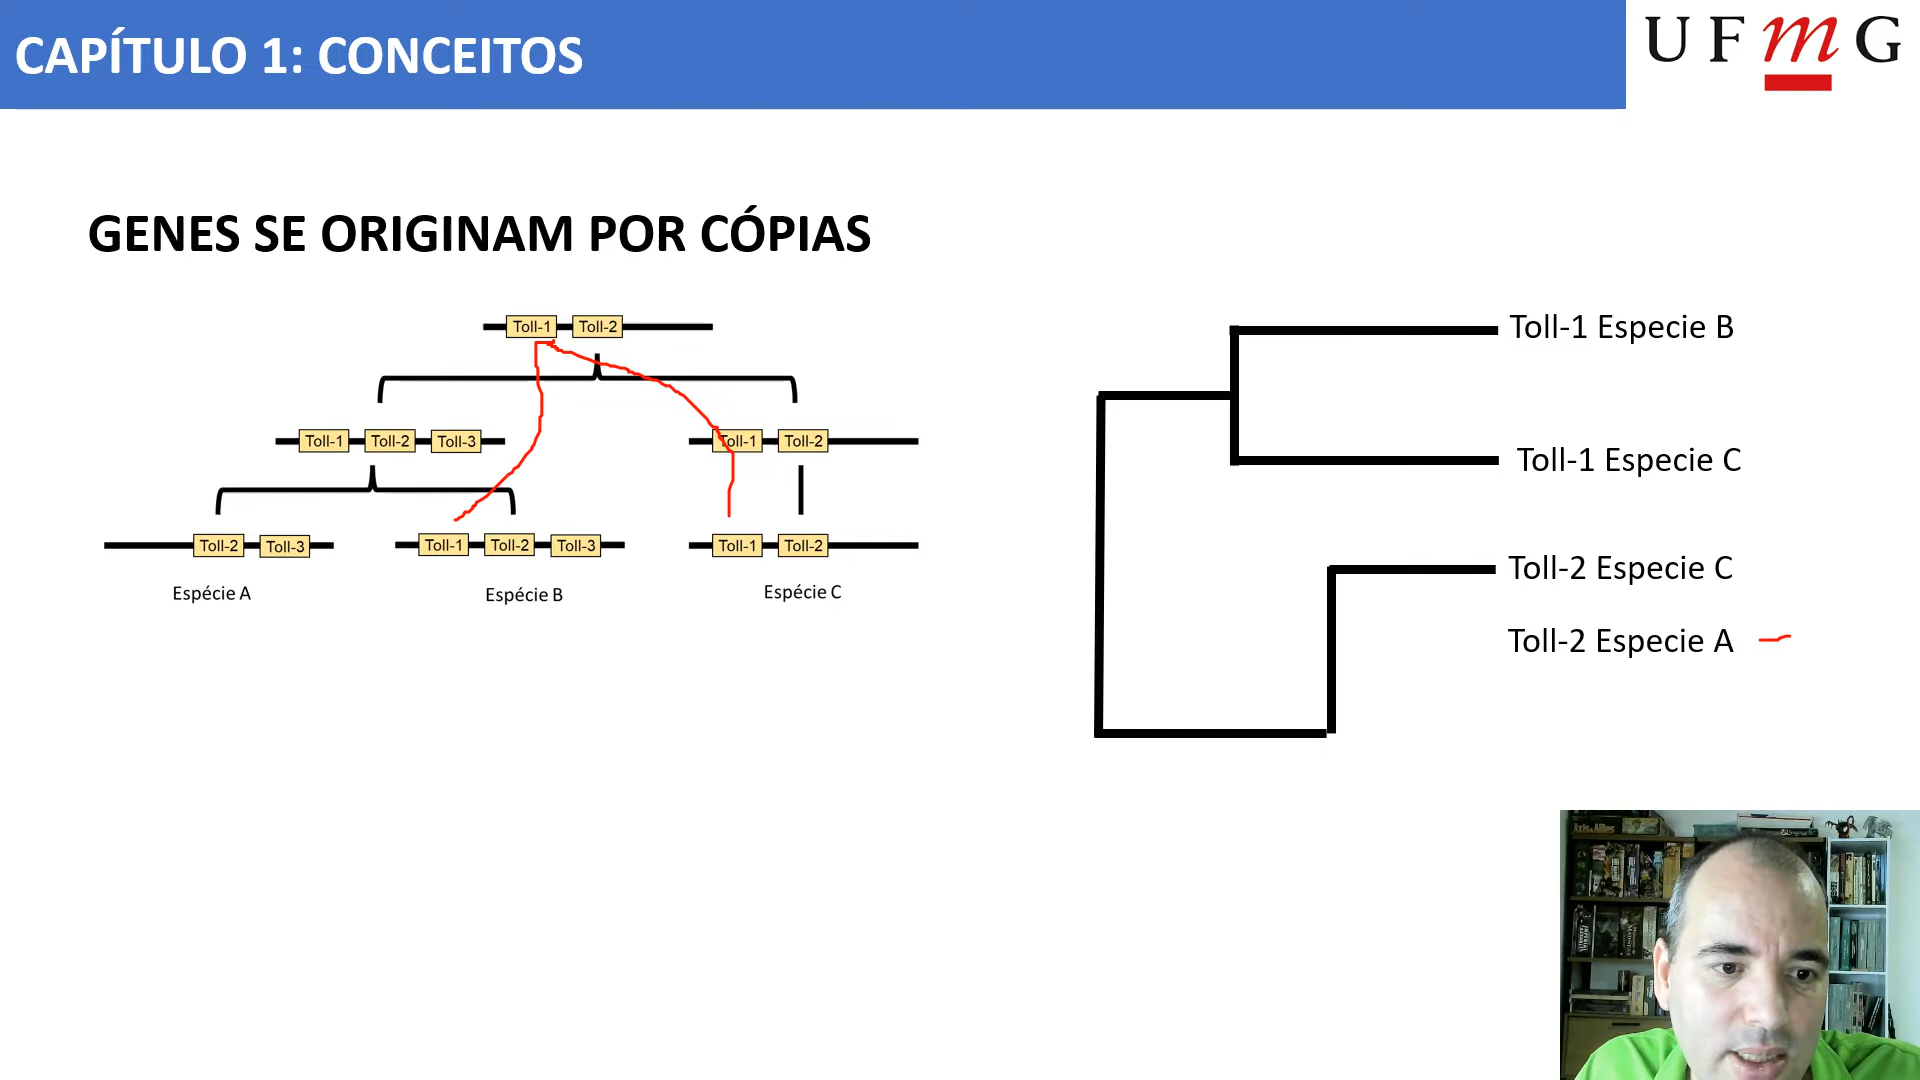 CAPÍTULO 1: CONCEITOS
UFmG
GENES SE ORIGINAM POR CÓPIAS
Toll-1 Toll-2
Toll-1 Toll-2 Toll-3
Toll-1 Toll-2
Toll-2 Toll-3
Toll-1 Toll-2 Toll-3
Toll-1 Toll-2
Espécie A
Espécie B
Espécie C
Toll-1 Especie B
Toll-1 Especie C
Toll-2 Especie C
Toll-2 Especie A
Axis & Allies